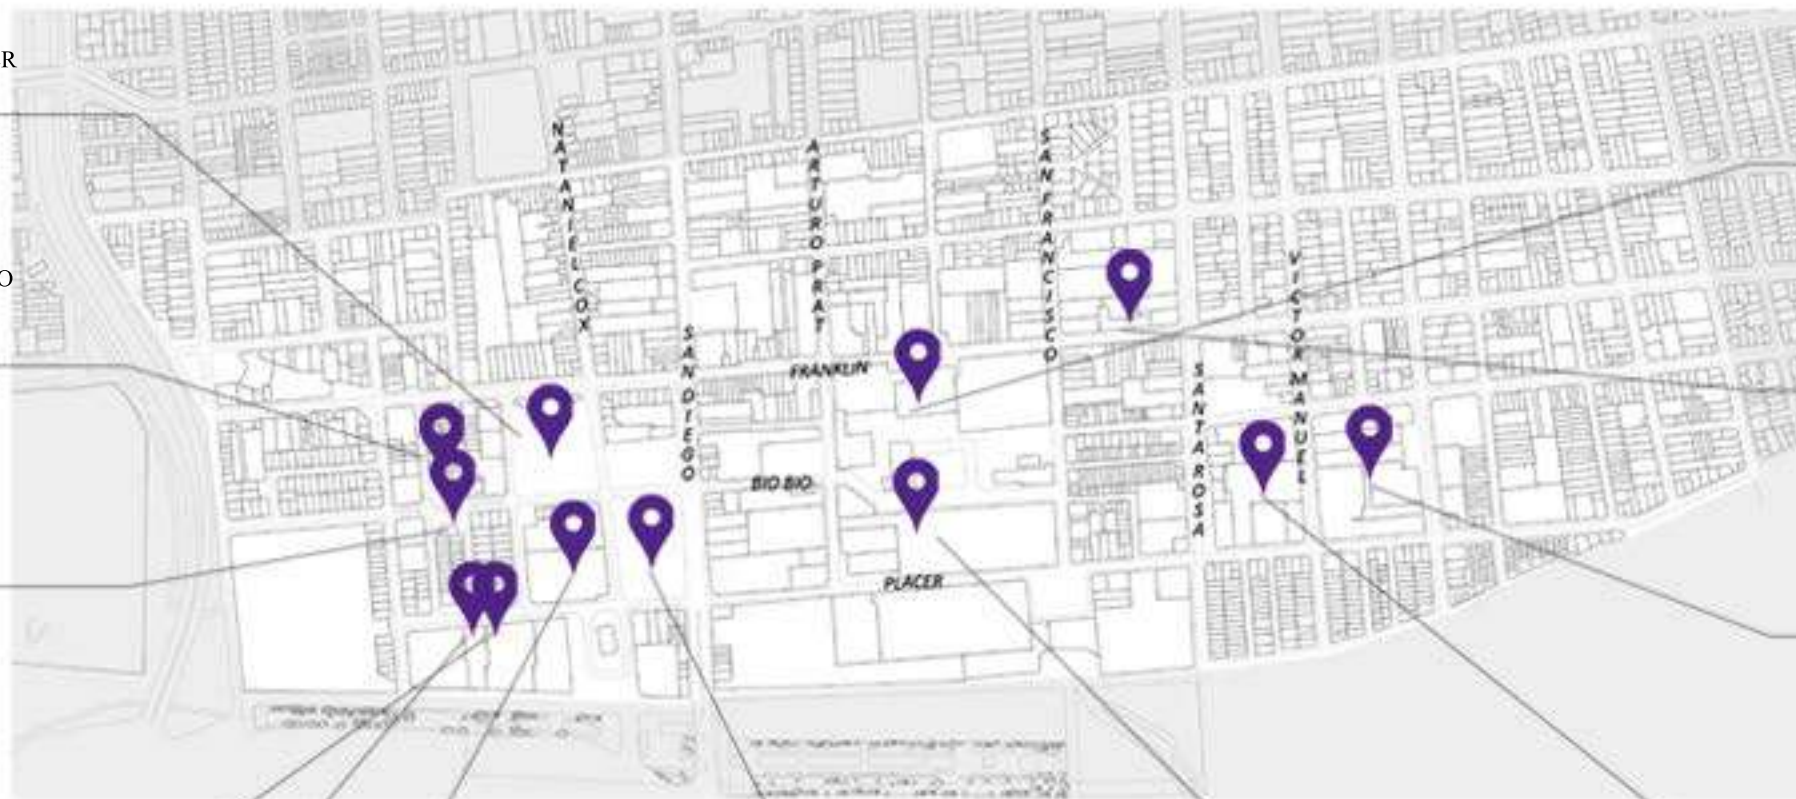 R
O
NATANIEL COX
ARTURO PRAT
SAN FRANCISCO
VICTOR MANUEL
SAN DIEGO
FRANKLIN
SANTA ROSA
BIO BIO
PLACER